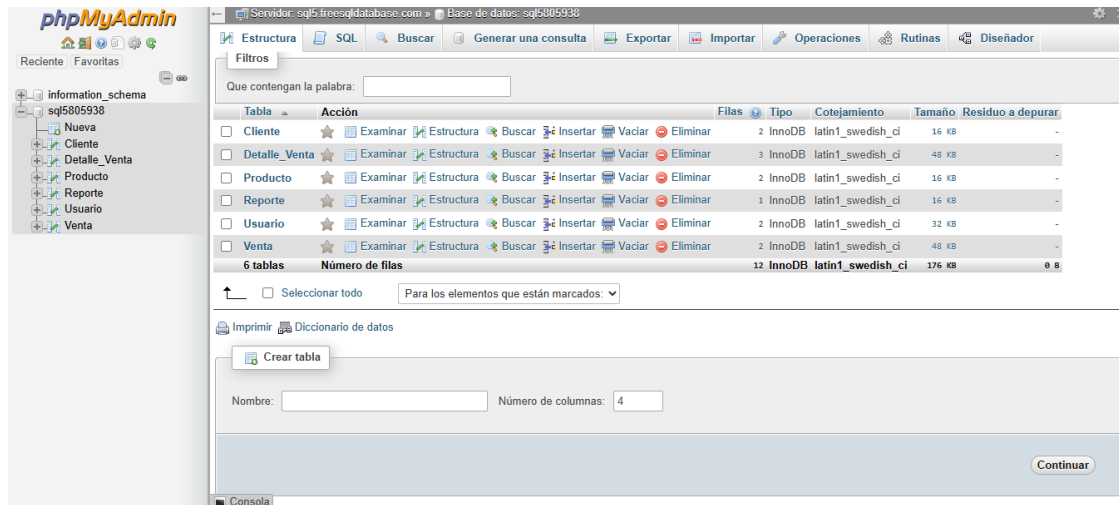 phpMyAdmin
Reciente Favoritas
information_schema
sql5805938
Nueva
Cliente
Detalle_Venta
Producto
Reporte
Usuario
Venta
Servidor: sql5.freesqldatabase.com » Base de datos: sql5805938
Estructura SQL Buscar Generar una consulta Exportar Importar Operaciones Rutinas Diseñador
Filtros
Que contengan la palabra:
Tabla Acción Filas Tipo Cotejamiento Tamaño Residuo a depurar
Cliente Examinar Estructura Buscar Insertar Vaciar Eliminar 2 InnoDB latin1_swedish_ci 16 KB -
Detalle_Venta Examinar Estructura Buscar Insertar Vaciar Eliminar 3 InnoDB latin1_swedish_ci 48 KB -
Producto Examinar Estructura Buscar Insertar Vaciar Eliminar 2 InnoDB latin1_swedish_ci 16 KB -
Reporte Examinar Estructura Buscar Insertar Vaciar Eliminar 1 InnoDB latin1_swedish_ci 16 KB -
Usuario Examinar Estructura Buscar Insertar Vaciar Eliminar 2 InnoDB latin1_swedish_ci 32 KB -
Venta Examinar Estructura Buscar Insertar Vaciar Eliminar 2 InnoDB latin1_swedish_ci 48 KB -
6 tablas Número de filas 12 InnoDB latin1_swedish_ci 176 KB 0 B
Seleccionar todo Para los elementos que están marcados:
Imprimir Diccionario de datos
Crear tabla
Nombre: Número de columnas: 4
Continuar
Consola